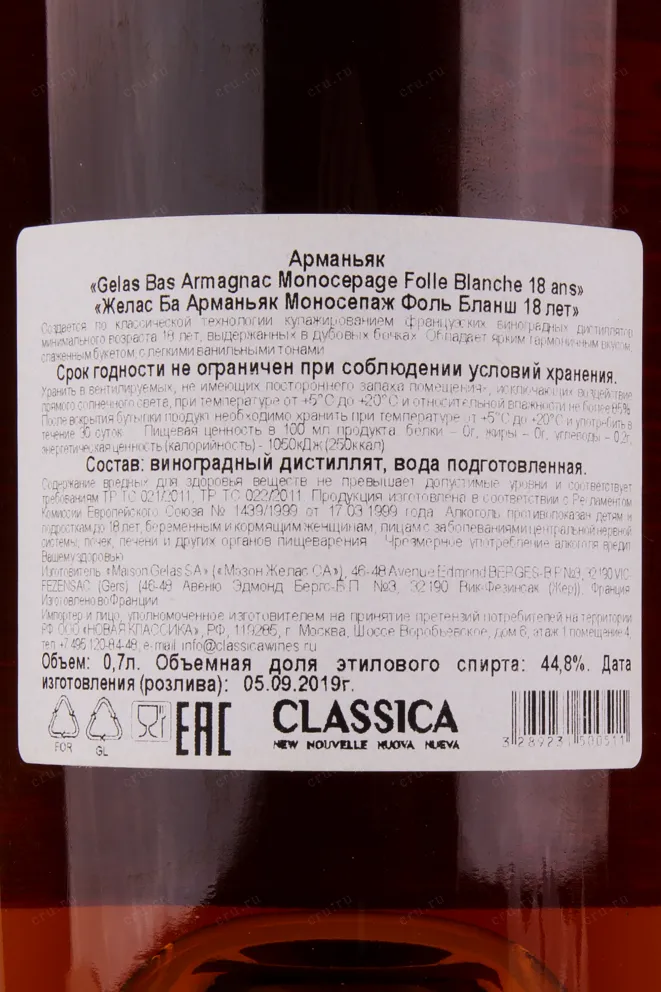 Арманьяк
«Gelas Bas Armagnac Monocepage Folle Blanche 18 ans»
«Желас Ба Арманьяк Моносепаж Фоль Бланш 18 лет»
Создается по классической технологии купажированием французских виноградных дистиллятов
минимального возраста 18 лет, выдержанных в дубовых бочках. Обладает ярким гармоничным вкусом,
слаженным букетом, с легкими ванильными тонами
Срок годности не ограничен при соблюдении условий хранения.
Хранить в вентилируемых, не имеющих постороннего запаха помещениях, исключающих воздействие
прямого солнечного света, при температуре от +5°С до +20°С и относительной влажности не более 85%
После вскрытия бутылки продукт необходимо хранить при температуре от +5°С до +20°С и употребить в
течение 30 суток. Пищевая ценность в 100 мл продукта: белки – 0г, жиры – 0г, углеводы – 0,2г,
энергетическая ценность (калорийность) - 1050кДж (250ккал)
Состав: виноградный дистиллят, вода подготовленная.
Содержание вредных для здоровья веществ не превышает допустимые уровни и соответствует
требованиям ТР ТС 021/2011, ТР ТС 022/2011. Продукция изготовлена в соответствии с Регламентом
Комиссии Европейского Союза № 1439/1999 от 17.03.1999 года. Алкоголь противопоказан детям и
подросткам до 18 лет, беременным и кормящим женщинам, лицам с заболеваниями центральной нервной
системы, почек, печени и других органов пищеварения. Чрезмерное употребление алкоголя вредит
Вашему здоровью
Изготовитель «Maison Gelas SA» («Мэзон Желас СА»), 46-48 Avenue Edmond BERGES-B.P. №3, 32190 VIC-
FEZENSAC (Gers) (46-48 Авеню Эдмонд Бергс-Б.П. №3, 32190 Вик-Фезинсак (Жер)), Франция
Изготовлено во Франции
Импортер и лицо, уполномоченное изготовителем на принятие претензий потребителей на территории
РФ: ООО «НОВАЯ КЛАССИКА», РФ, 119285, г. Москва, Шоссе Воробьевское, дом 6, этаж 1 помещение 4,
тел +7 495 120-84-48, e-mail: info@classicawines.ru
Объем: 0,7л. Объемная доля этилового спирта: 44,8%. Дата
изготовления (розлива): 05.09.2019г.
FOR
GL
EAC
CLASSICA
NEW NOUVELLE NUOVA NUEVA
3 289231 500511
cru.ru